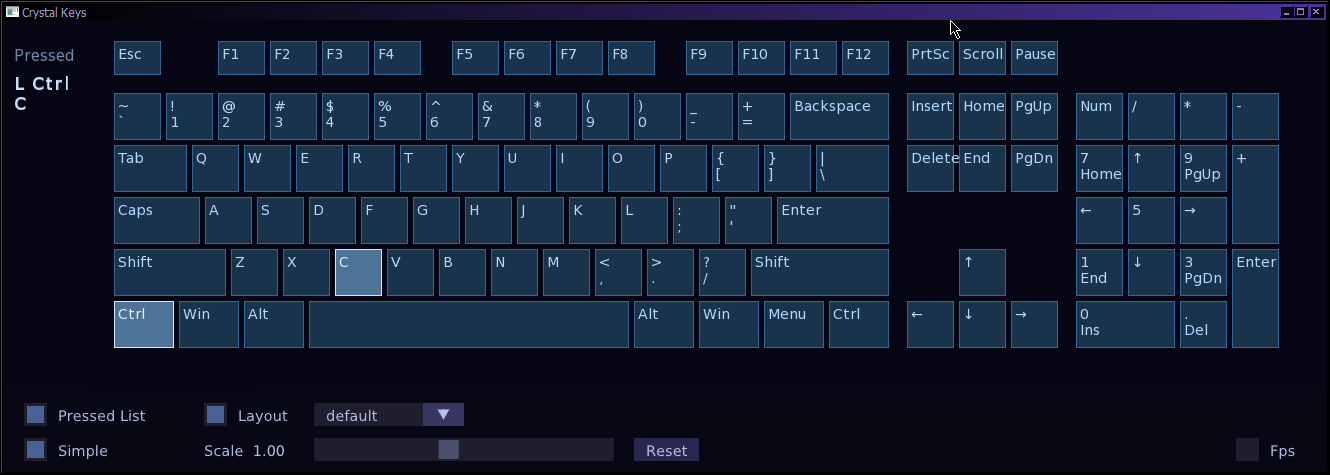 Crystal Keys
Pressed
L Ctrl
C
Esc F1 F2 F3 F4 F5 F6 F7 F8 F9 F10 F11 F12 PrtSc Scroll Pause
~ ! @ # $ % ^ & * ( ) _ + Backspace Insert Home PgUp Num / * -
` 1 2 3 4 5 6 7 8 9 0 - =
Tab Q W E R T Y U I O P { } | Delete End PgDn 7 ↑ 9 +
[ ] \ Home PgUp
Caps A S D F G H J K L : " Enter ← 5 →
; '
Shift Z X C V B N M < > ? Shift ↑ 1 ↓ 3 Enter
, . / End PgDn
Ctrl Win Alt Alt Win Menu Ctrl ← ↓ → 0 .
Ins Del
Pressed List Layout default ▼
Simple Scale 1.00 Reset Fps